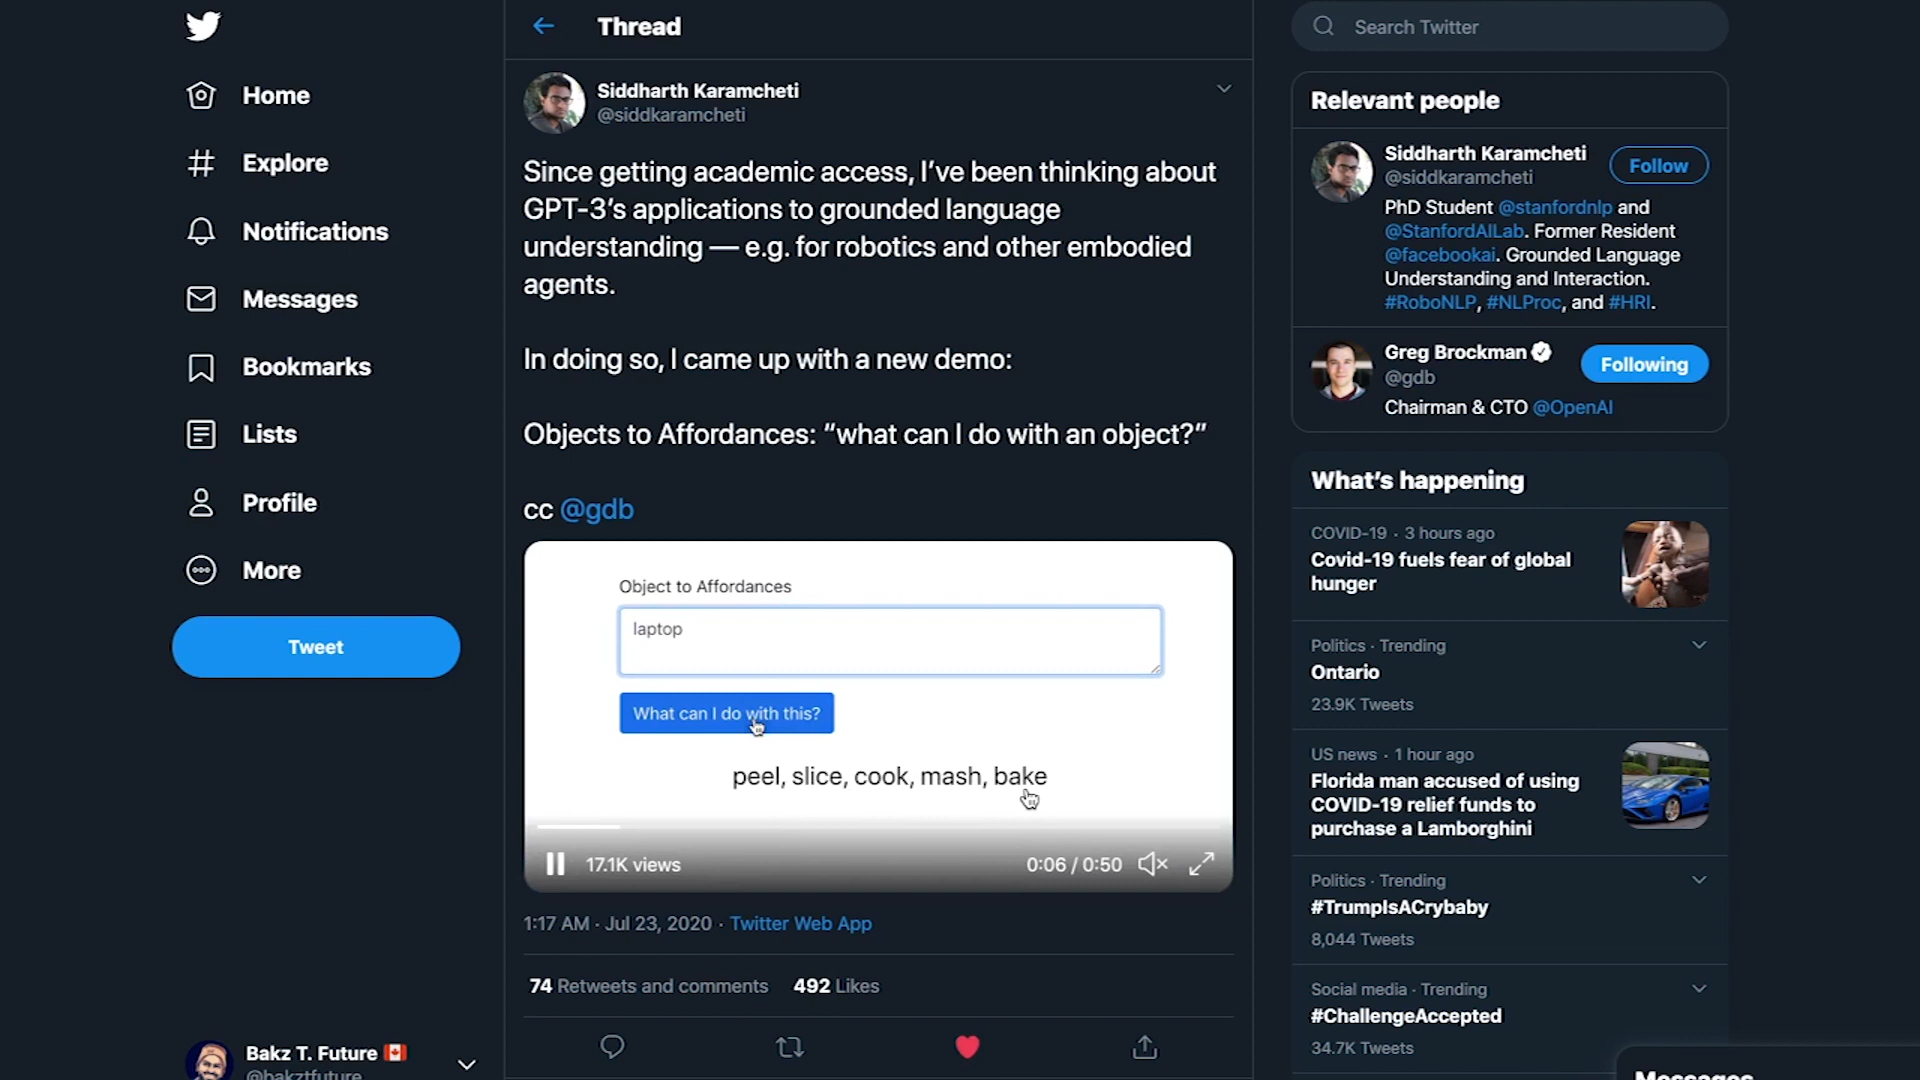 Home
Explore
Notifications
Messages
Bookmarks
Lists
Profile
More
Tweet
Bakz T. Future
@bakztfuture
Thread
Siddharth Karamcheti
@siddkaramcheti
Since getting academic access, I’ve been thinking about
GPT-3’s applications to grounded language
understanding — e.g. for robotics and other embodied
agents.
In doing so, I came up with a new demo:
Objects to Affordances: “what can I do with an object?”
cc @gdb
Object to Affordances
laptop
What can I do with this?
peel, slice, cook, mash, bake
17.1K views
0:06 / 0:50
1:17 AM · Jul 23, 2020 · Twitter Web App
74 Retweets and comments 492 Likes
Search Twitter
Relevant people
Siddharth Karamcheti
@siddkaramcheti
Follow
PhD Student @stanfordnlp and
@StanfordAILab. Former Resident
@facebookai. Grounded Language
Understanding and Interaction.
#RoboNLP, #NLProc, and #HRI.
Greg Brockman
@gdb
Following
Chairman & CTO @OpenAI
What’s happening
COVID-19 · 3 hours ago
Covid-19 fuels fear of global
hunger
Politics · Trending
Ontario
23.9K Tweets
US news · 1 hour ago
Florida man accused of using
COVID-19 relief funds to
purchase a Lamborghini
Politics · Trending
#TrumpIsACrybaby
8,044 Tweets
Social media · Trending
#ChallengeAccepted
34.7K Tweets
Messages